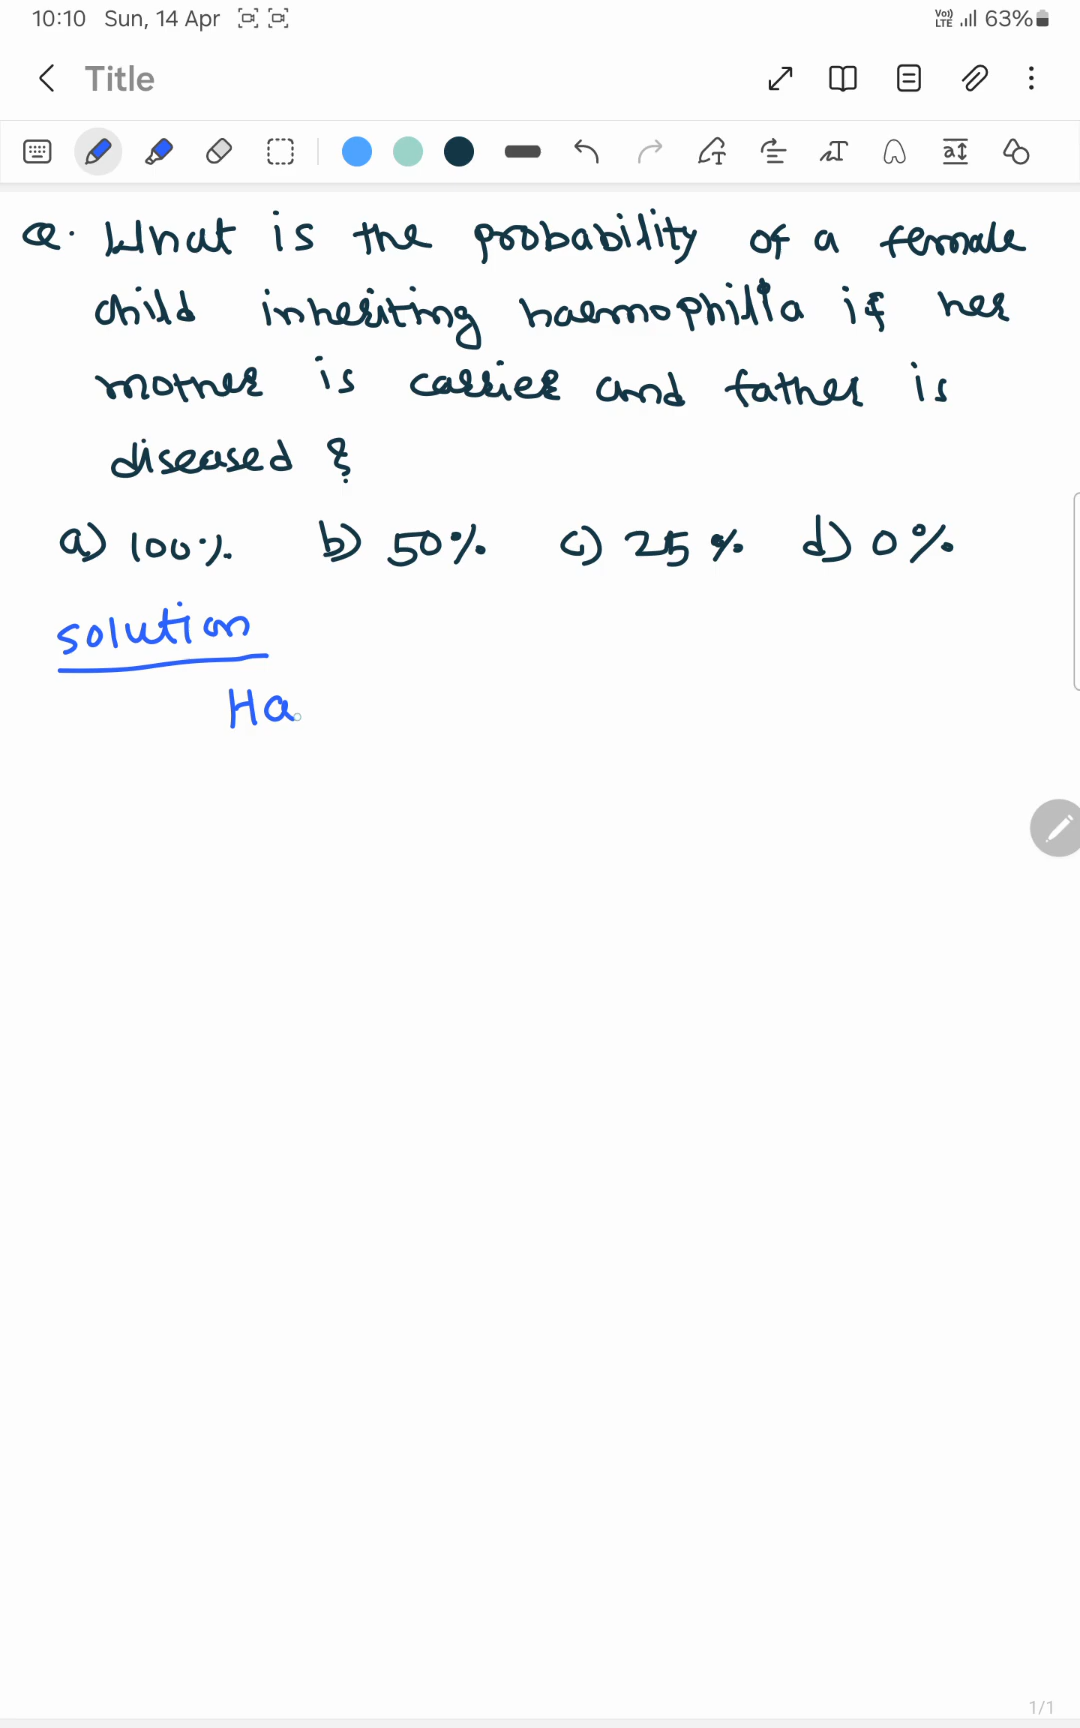 10:10 Sun, 14 Apr 63%
Title
Q. What is the probability of a female
child inheriting haemophilia if her
mother is carrier and father is
diseased ?
a) 100% b) 50% c) 25% d) 0%
solution
Ha
1/1